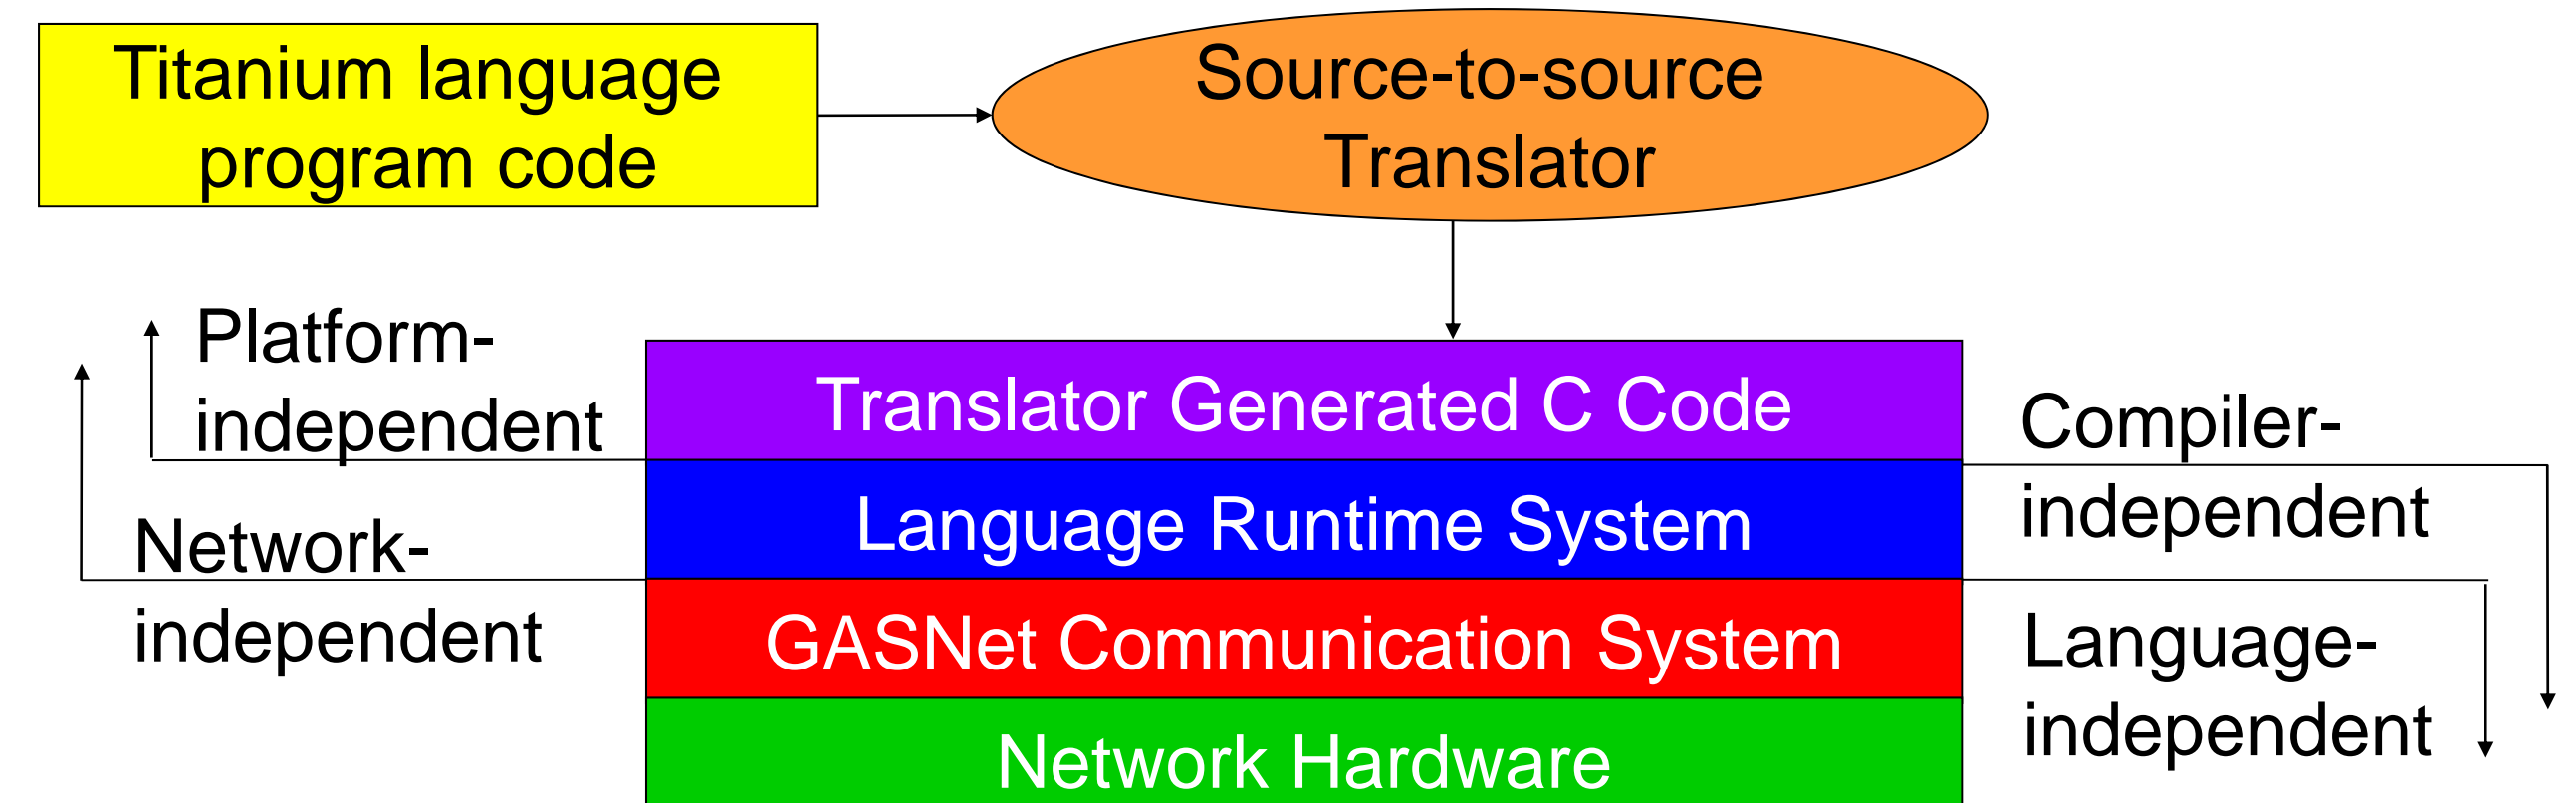 Titanium language
program code
Source-to-source
Translator
Platform-
independent
Network-
independent
Translator Generated C Code
Language Runtime System
GASNet Communication System
Network Hardware
Compiler-
independent
Language-
independent